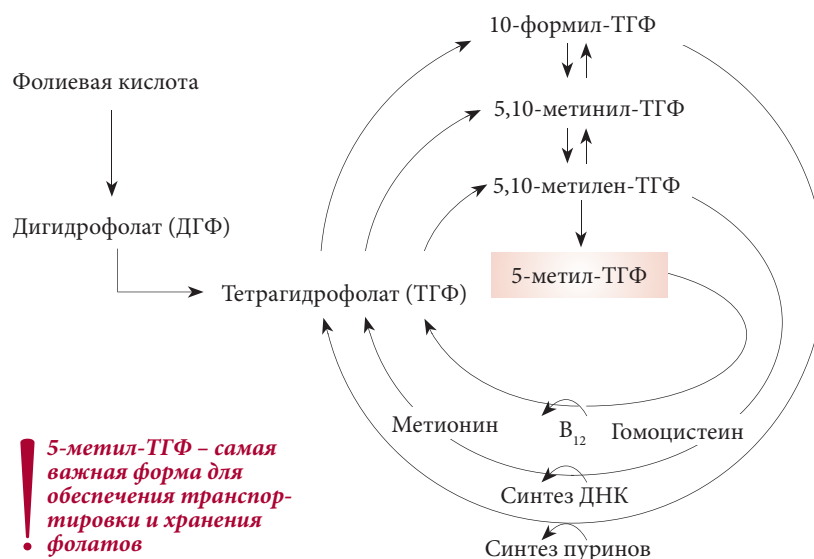 10-формил-ТГФ
Фолиевая кислота
5,10-метинил-ТГФ
5,10-метилен-ТГФ
Дигидрофолат (ДГФ)
5-метил-ТГФ
Тетрагидрофолат (ТГФ)
Метионин
B12
Гомоцистеин
! 5-метил-ТГФ – самая
важная форма для
обеспечения транспор-
тировки и хранения
фолатов
Синтез ДНК
Синтез пуринов